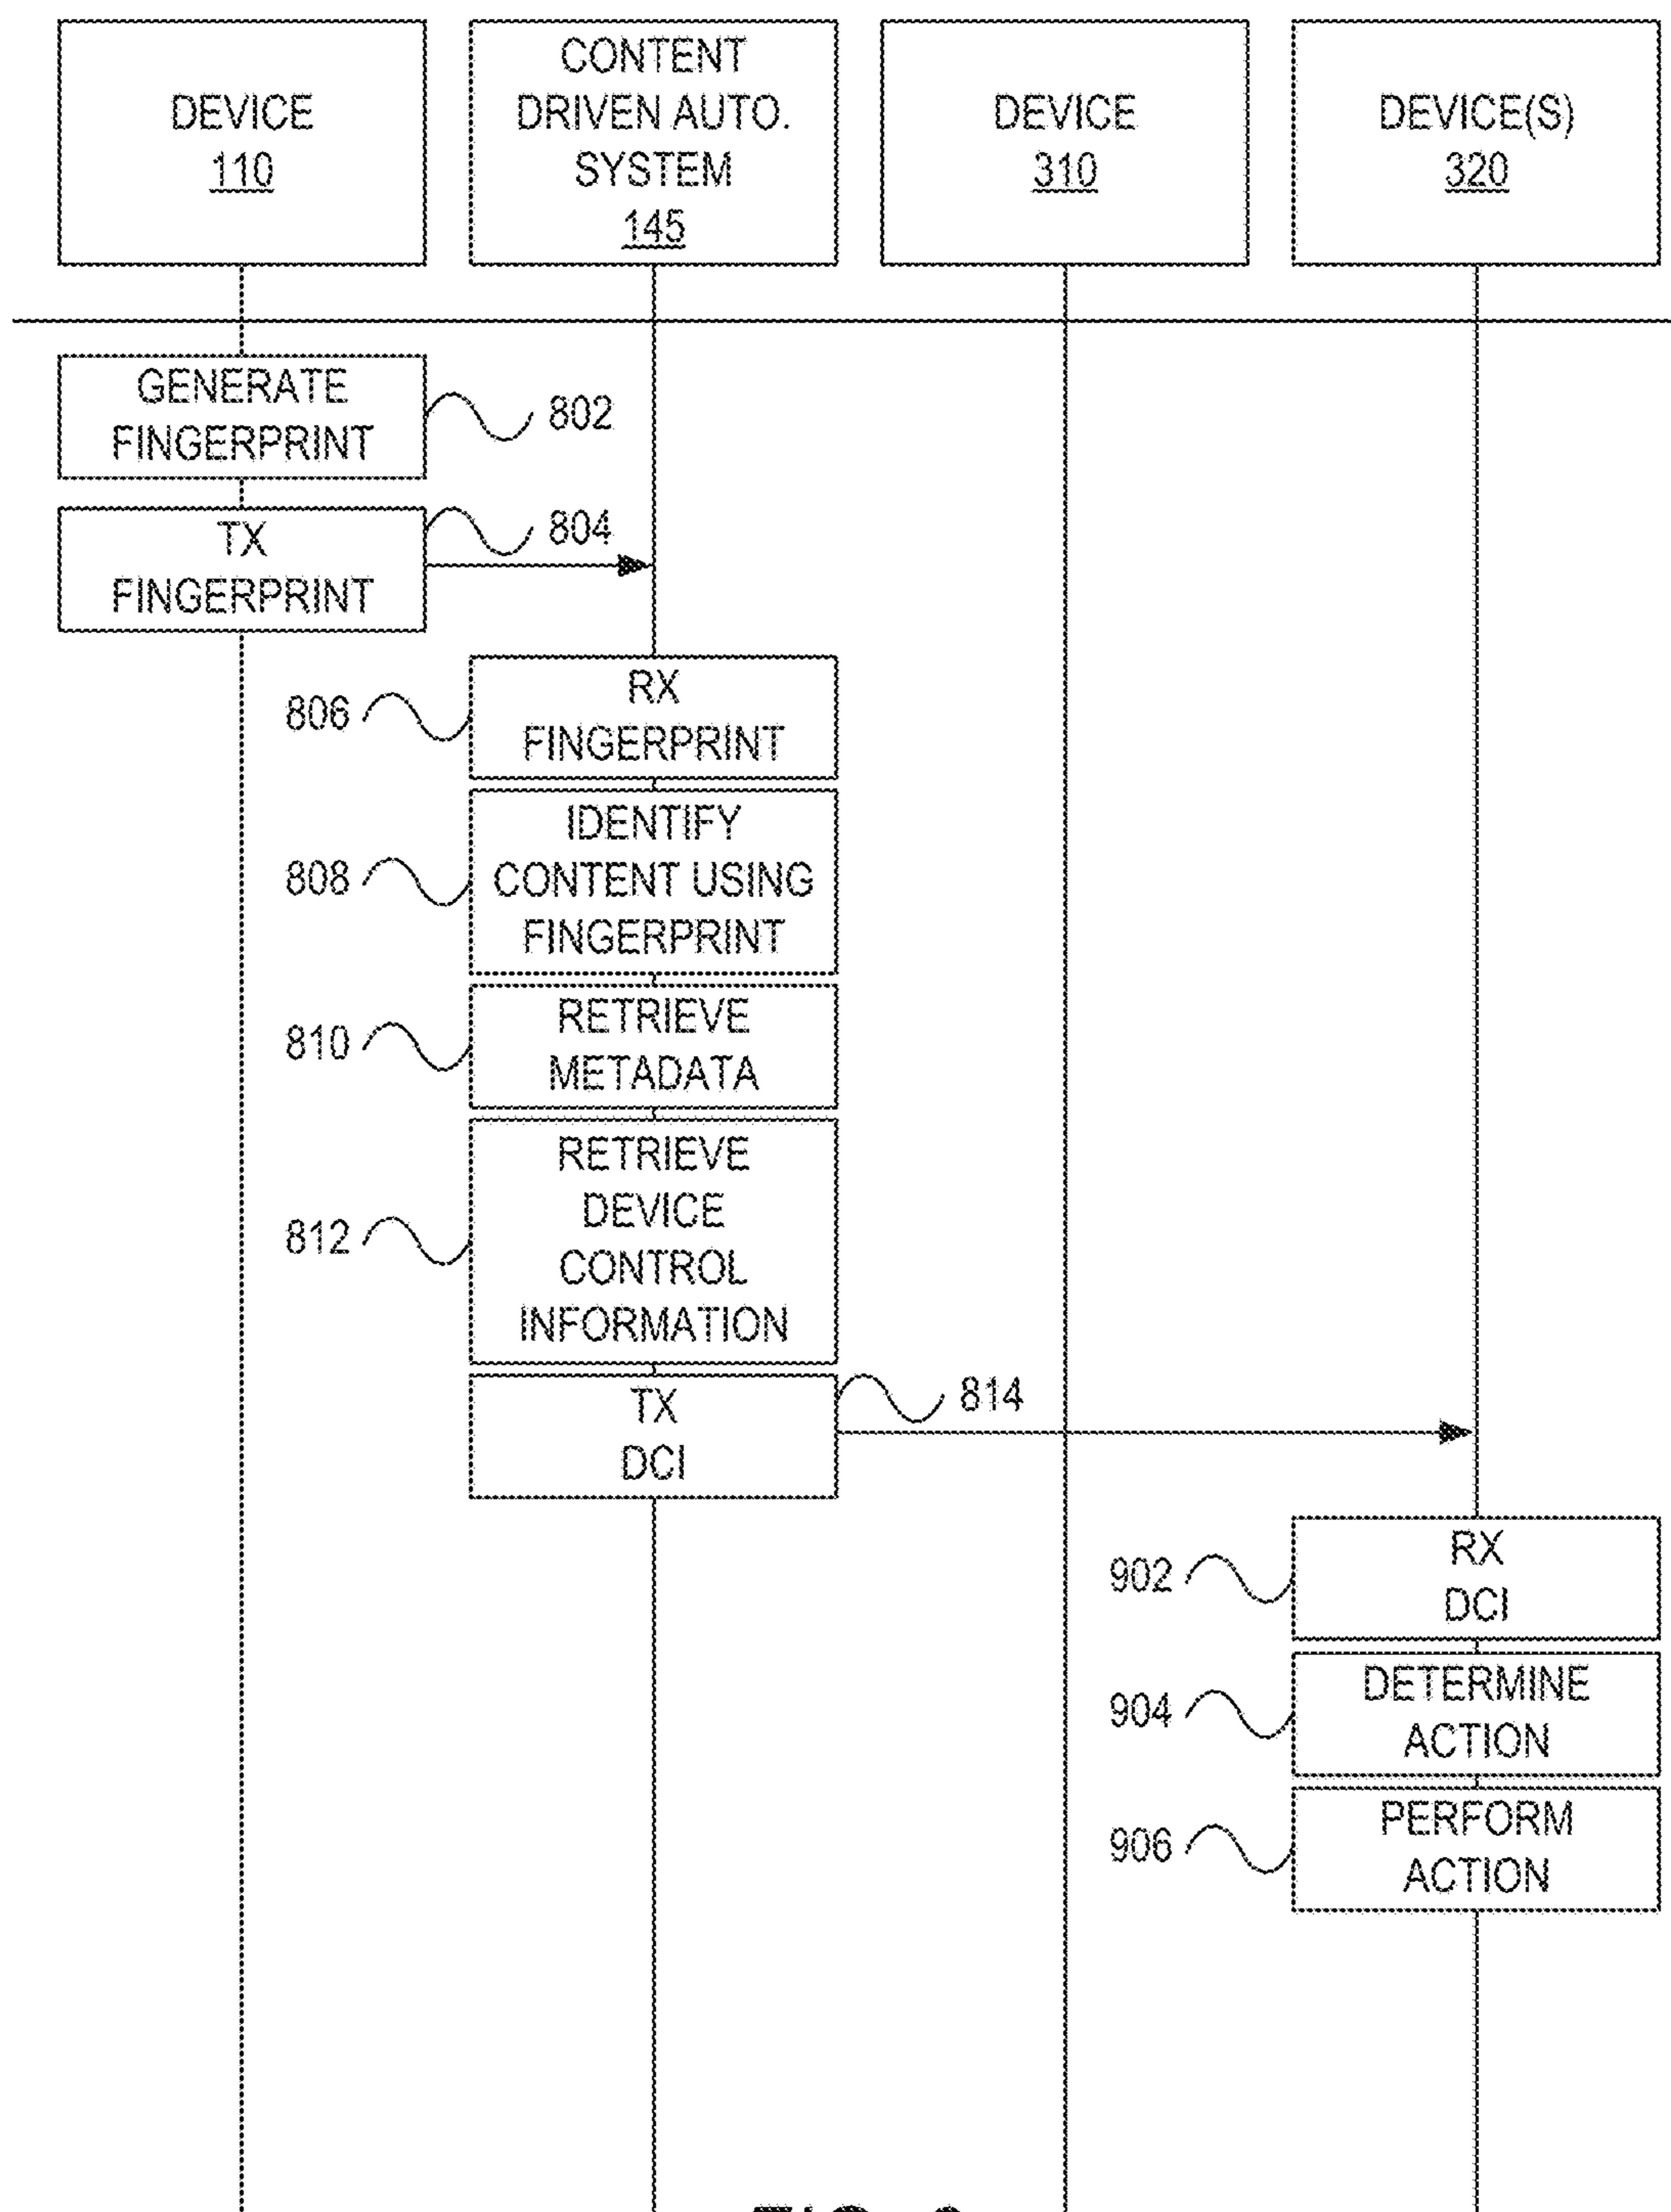 DEVICE
110
CONTENT
DRIVEN AUTO.
SYSTEM
145
DEVICE
310
DEVICE(S)
320
GENERATE
FINGERPRINT
802
TX
FINGERPRINT
804
806
RX
FINGERPRINT
808
IDENTIFY
CONTENT USING
FINGERPRINT
810
RETRIEVE
METADATA
812
RETRIEVE
DEVICE
CONTROL
INFORMATION
TX
DCI
814
902
RX
DCI
904
DETERMINE
ACTION
906
PERFORM
ACTION